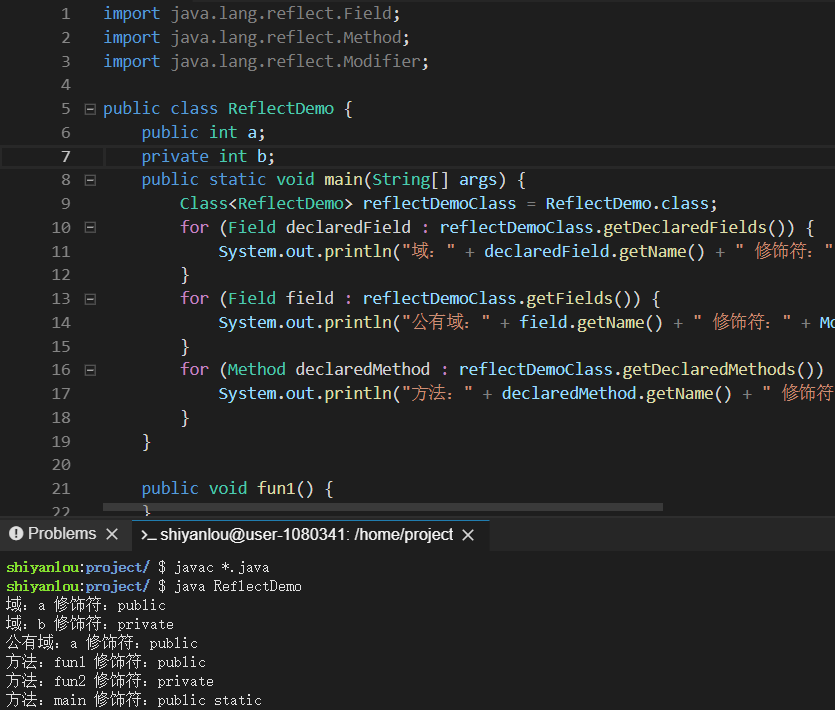 1 import java.lang.reflect.Field;
2 import java.lang.reflect.Method;
3 import java.lang.reflect.Modifier;
4
5 public class ReflectDemo {
6 public int a;
7 private int b;
8 public static void main(String[] args) {
9 Class<ReflectDemo> reflectDemoClass = ReflectDemo.class;
10 for (Field declaredField : reflectDemoClass.getDeclaredFields()) {
11 System.out.println("域：" + declaredField.getName() + " 修饰符："
12 }
13 for (Field field : reflectDemoClass.getFields()) {
14 System.out.println("公有域：" + field.getName() + " 修饰符：" + Mo
15 }
16 for (Method declaredMethod : reflectDemoClass.getDeclaredMethods())
17 System.out.println("方法：" + declaredMethod.getName() + " 修饰符
18 }
19 }
20
21 public void fun1() {
22 }
Problems × >_ shiyanlou@user-1080341: /home/project ×
shiyanlou:project/ $ javac *.java
shiyanlou:project/ $ java ReflectDemo
域：a 修饰符：public
域：b 修饰符：private
公有域：a 修饰符：public
方法：fun1 修饰符：public
方法：fun2 修饰符：private
方法：main 修饰符：public static